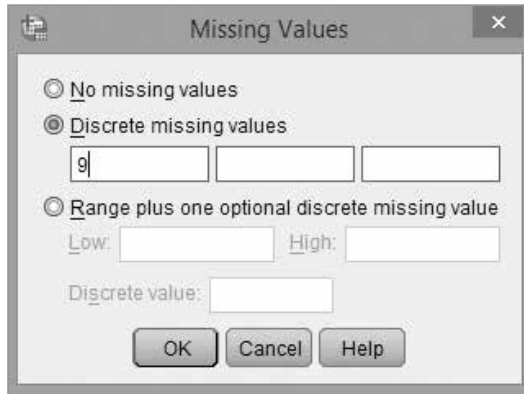 Missing Values
No missing values
Discrete missing values
9
Range plus one optional discrete missing value
Low: High:
Discrete value:
OK Cancel Help